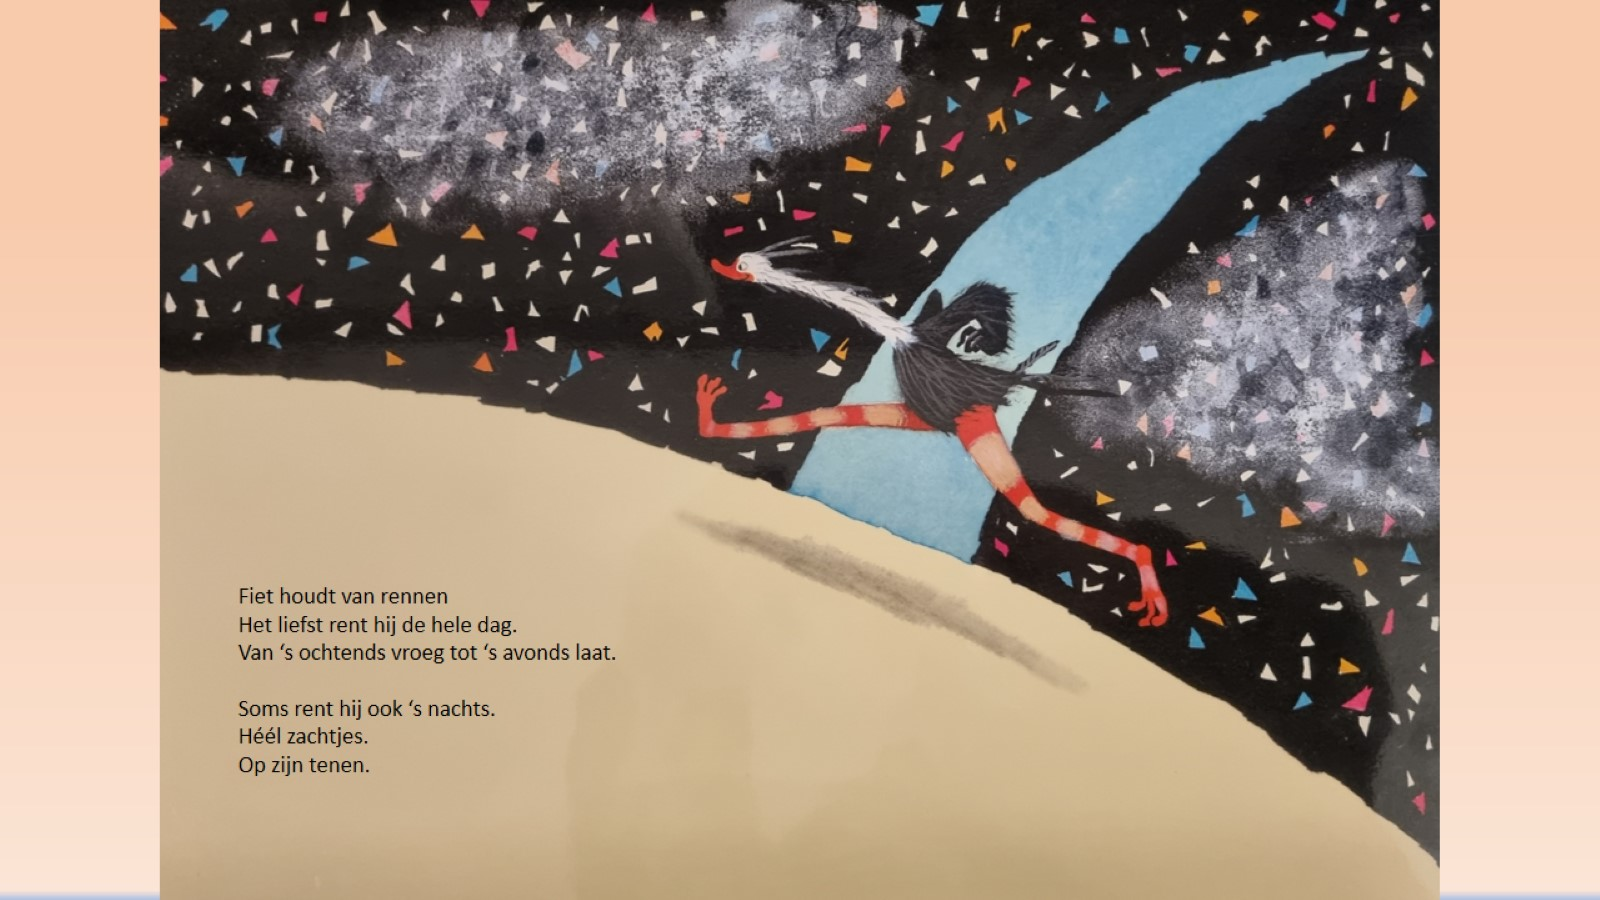 Fiet houdt van rennen
Het liefst rent hij de hele dag.
Van ‘s ochtends vroeg tot ‘s avonds laat.
Soms rent hij ook ‘s nachts.
Héél zachtjes.
Op zijn tenen.